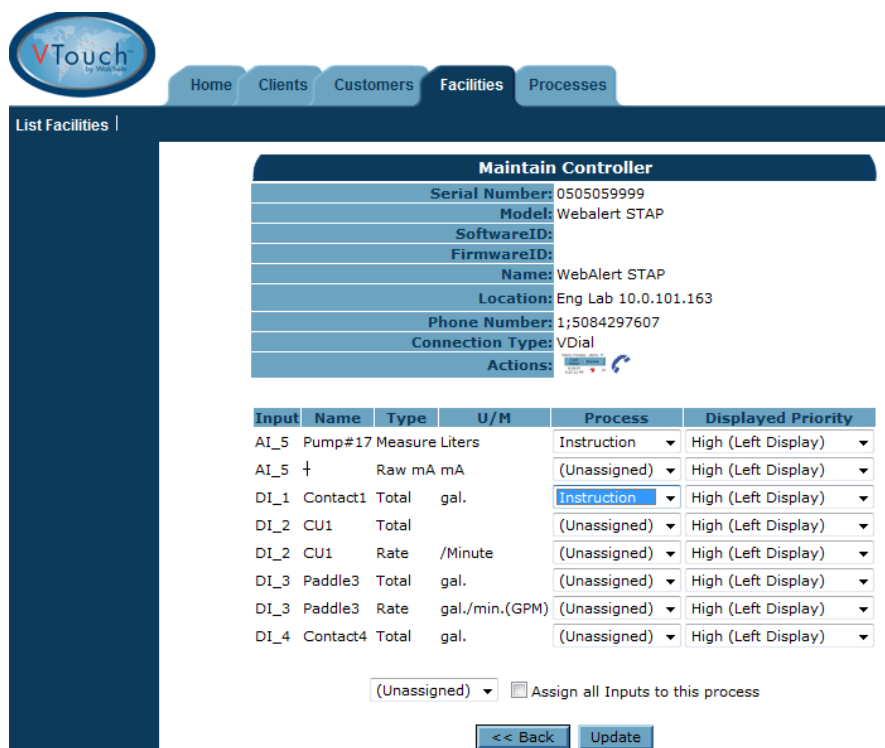 VTouch
by Walchem
Home Clients Customers Facilities Processes
List Facilities |
Maintain Controller
Serial Number: 0505059999
Model: Webalert STAP
SoftwareID:
FirmwareID:
Name: WebAlert STAP
Location: Eng Lab 10.0.101.163
Phone Number: 1;5084297607
Connection Type: VDial
Actions:
Input Name Type U/M Process Displayed Priority
AI_5 Pump#17 Measure Liters Instruction High (Left Display)
AI_5 † Raw mA mA (Unassigned) High (Left Display)
DI_1 Contact1 Total gal. Instruction High (Left Display)
DI_2 CU1 Total (Unassigned) High (Left Display)
DI_2 CU1 Rate /Minute (Unassigned) High (Left Display)
DI_3 Paddle3 Total gal. (Unassigned) High (Left Display)
DI_3 Paddle3 Rate gal./min.(GPM) (Unassigned) High (Left Display)
DI_4 Contact4 Total gal. (Unassigned) High (Left Display)
(Unassigned) Assign all Inputs to this process
<< Back Update